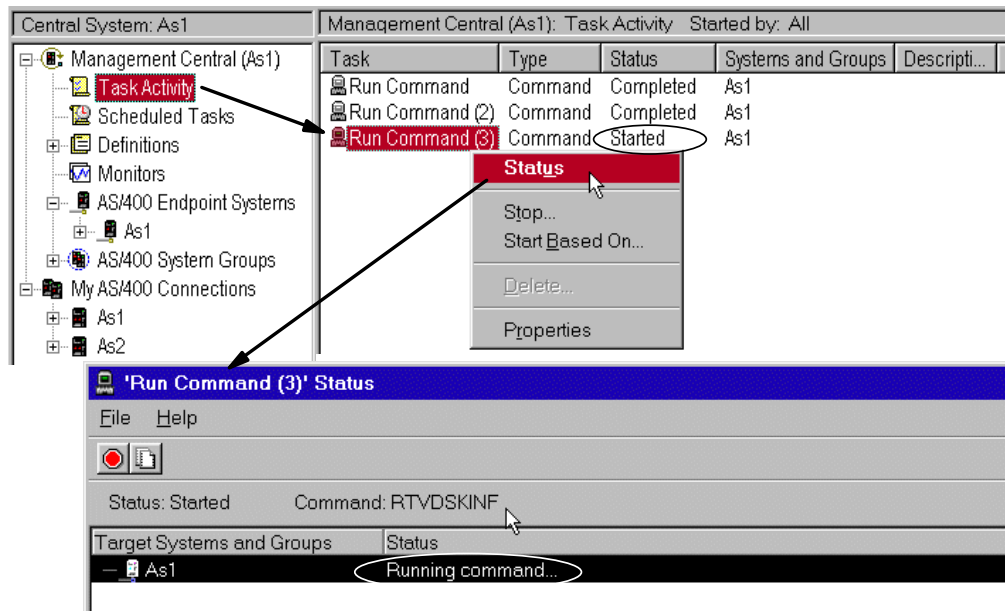 Central System: As1
Management Central (As1): Task Activity Started by: All
Management Central (As1)
Task Activity
Scheduled Tasks
Definitions
Monitors
AS/400 Endpoint Systems
As1
AS/400 System Groups
My AS/400 Connections
As1
As2
Task Type Status Systems and Groups Descripti...
Run Command Command Completed As1
Run Command (2) Command Completed As1
Run Command (3) Command Started As1
Status
Stop...
Start Based On...
Delete...
Properties
'Run Command (3)' Status
File Help
Status: Started Command: RTVDSKINF
Target Systems and Groups Status
As1 Running command...